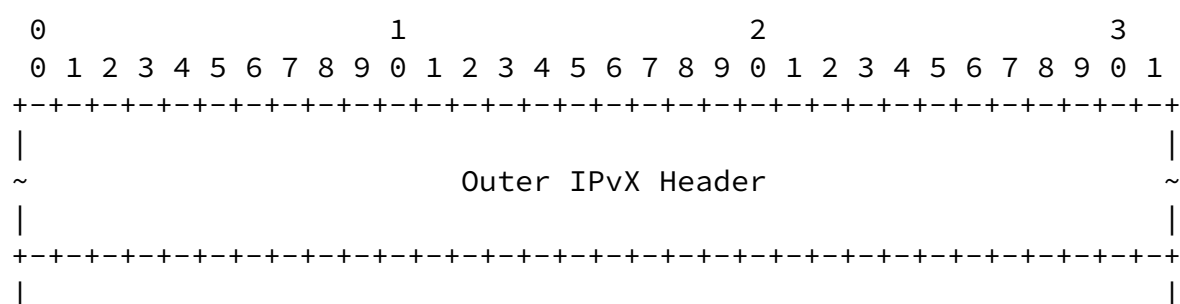 0                   1                   2                   3
 0 1 2 3 4 5 6 7 8 9 0 1 2 3 4 5 6 7 8 9 0 1 2 3 4 5 6 7 8 9 0 1
+-+-+-+-+-+-+-+-+-+-+-+-+-+-+-+-+-+-+-+-+-+-+-+-+-+-+-+-+-+-+-+-+
|                                                               |
~                        Outer IPvX Header                      ~
|                                                               |
+-+-+-+-+-+-+-+-+-+-+-+-+-+-+-+-+-+-+-+-+-+-+-+-+-+-+-+-+-+-+-+-+
|                                                               |